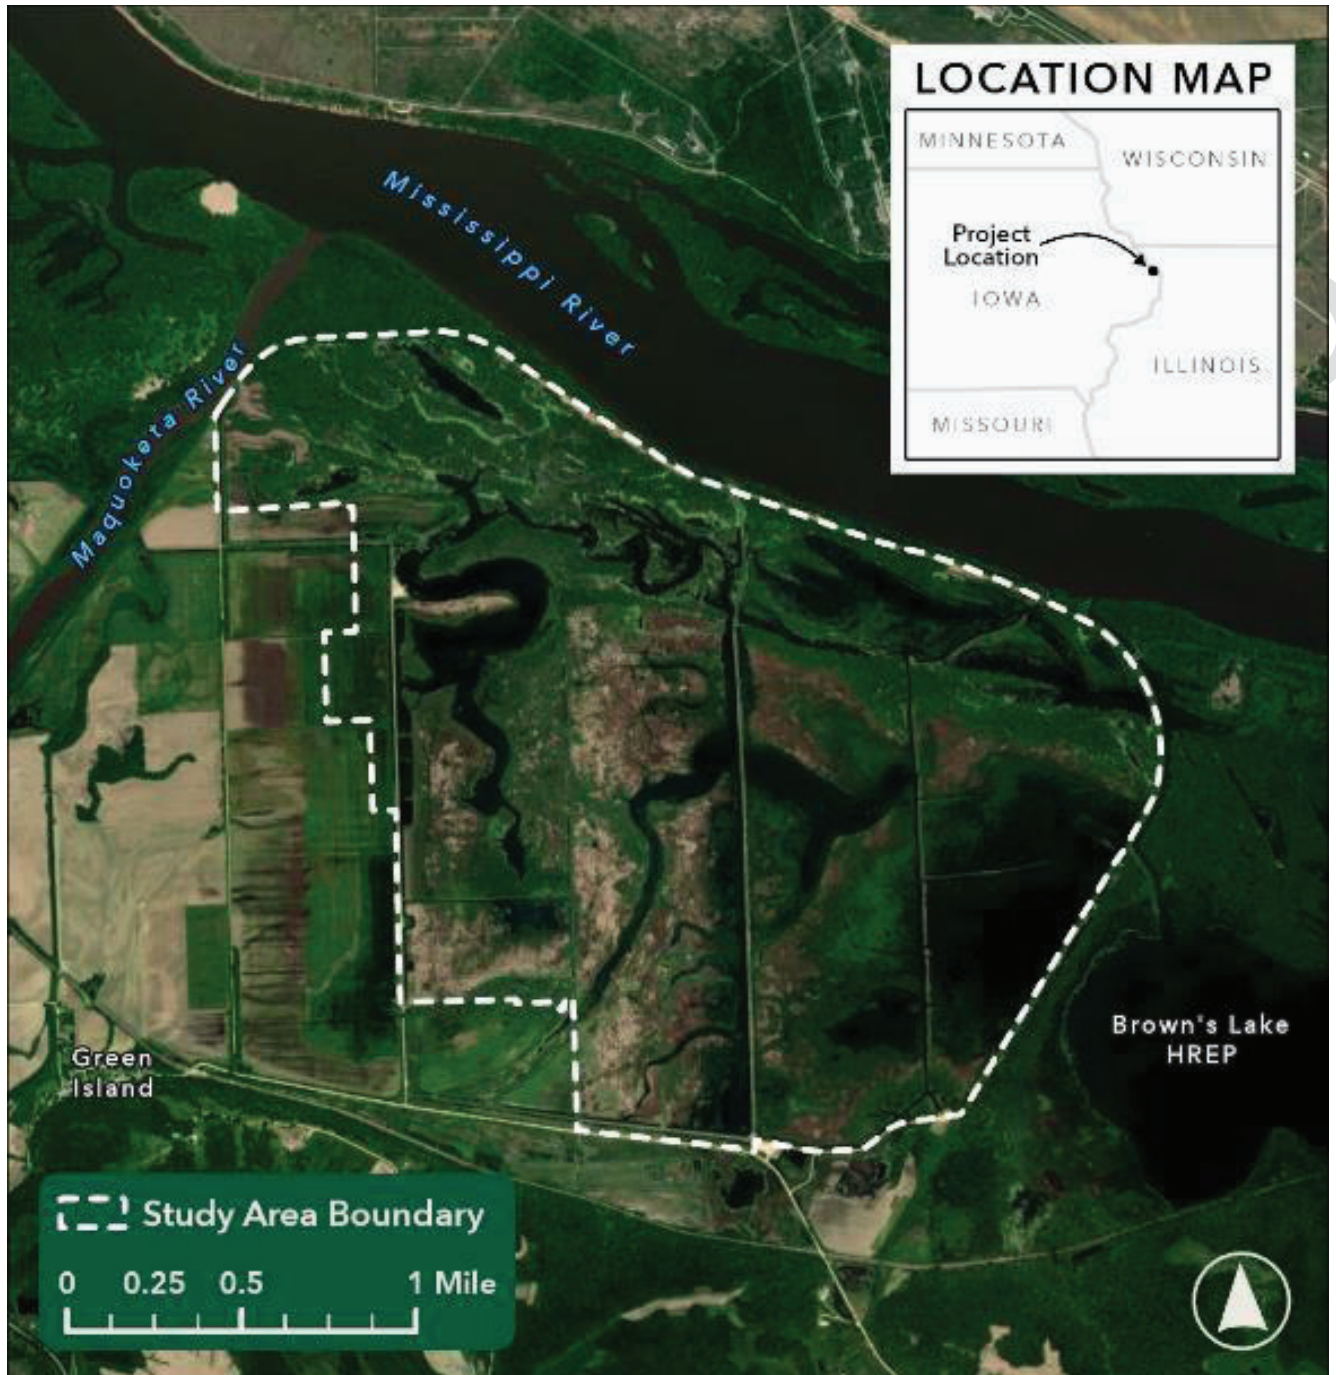 LOCATION MAP
MINNESOTA
WISCONSIN
Project
Location
IOWA
ILLINOIS
MISSOURI
Mississippi River
Maquoketa River
Brown's Lake
HREP
Green
Island
Study Area Boundary
0 0.25 0.5 1 Mile